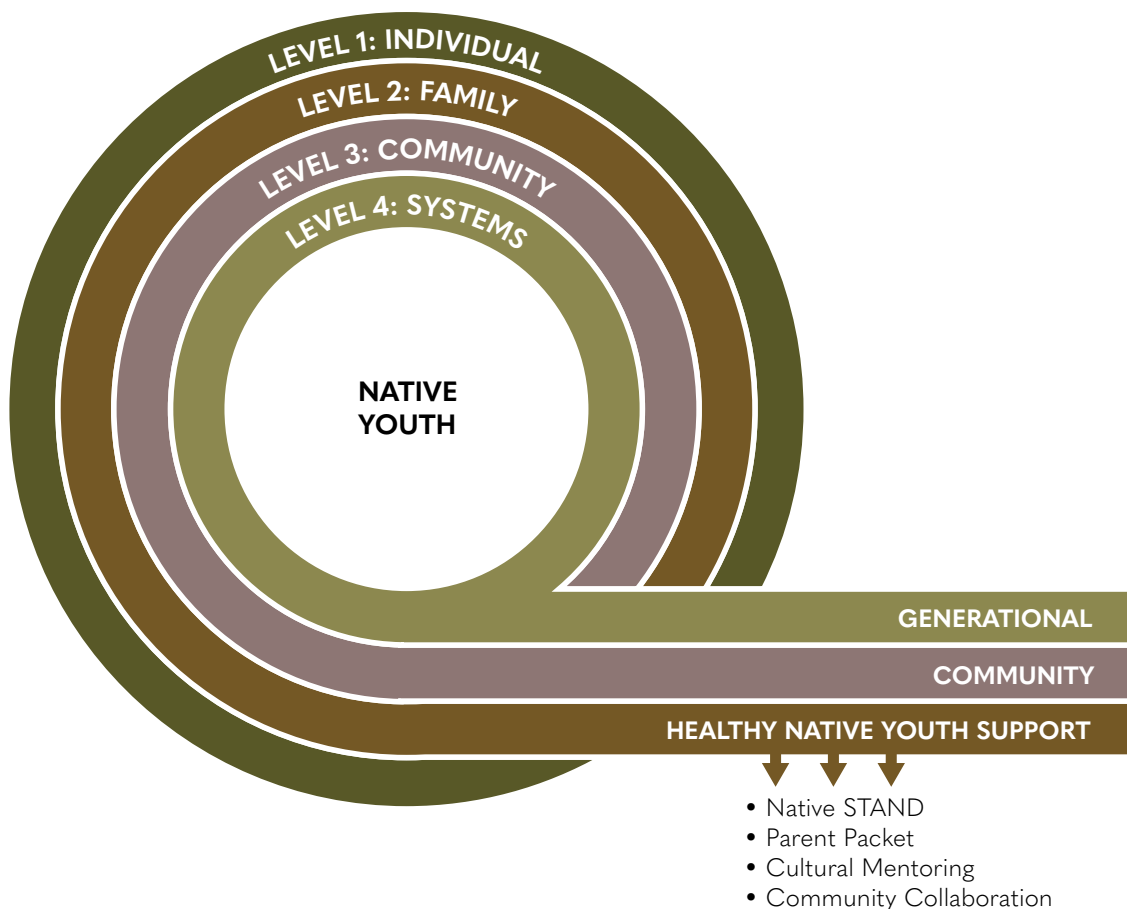 LEVEL 1: INDIVIDUAL
LEVEL 2: FAMILY
LEVEL 3: COMMUNITY
LEVEL 4: SYSTEMS
NATIVE
YOUTH
GENERATIONAL
COMMUNITY
HEALTHY NATIVE YOUTH SUPPORT
• Native STAND
• Parent Packet
• Cultural Mentoring
• Community Collaboration